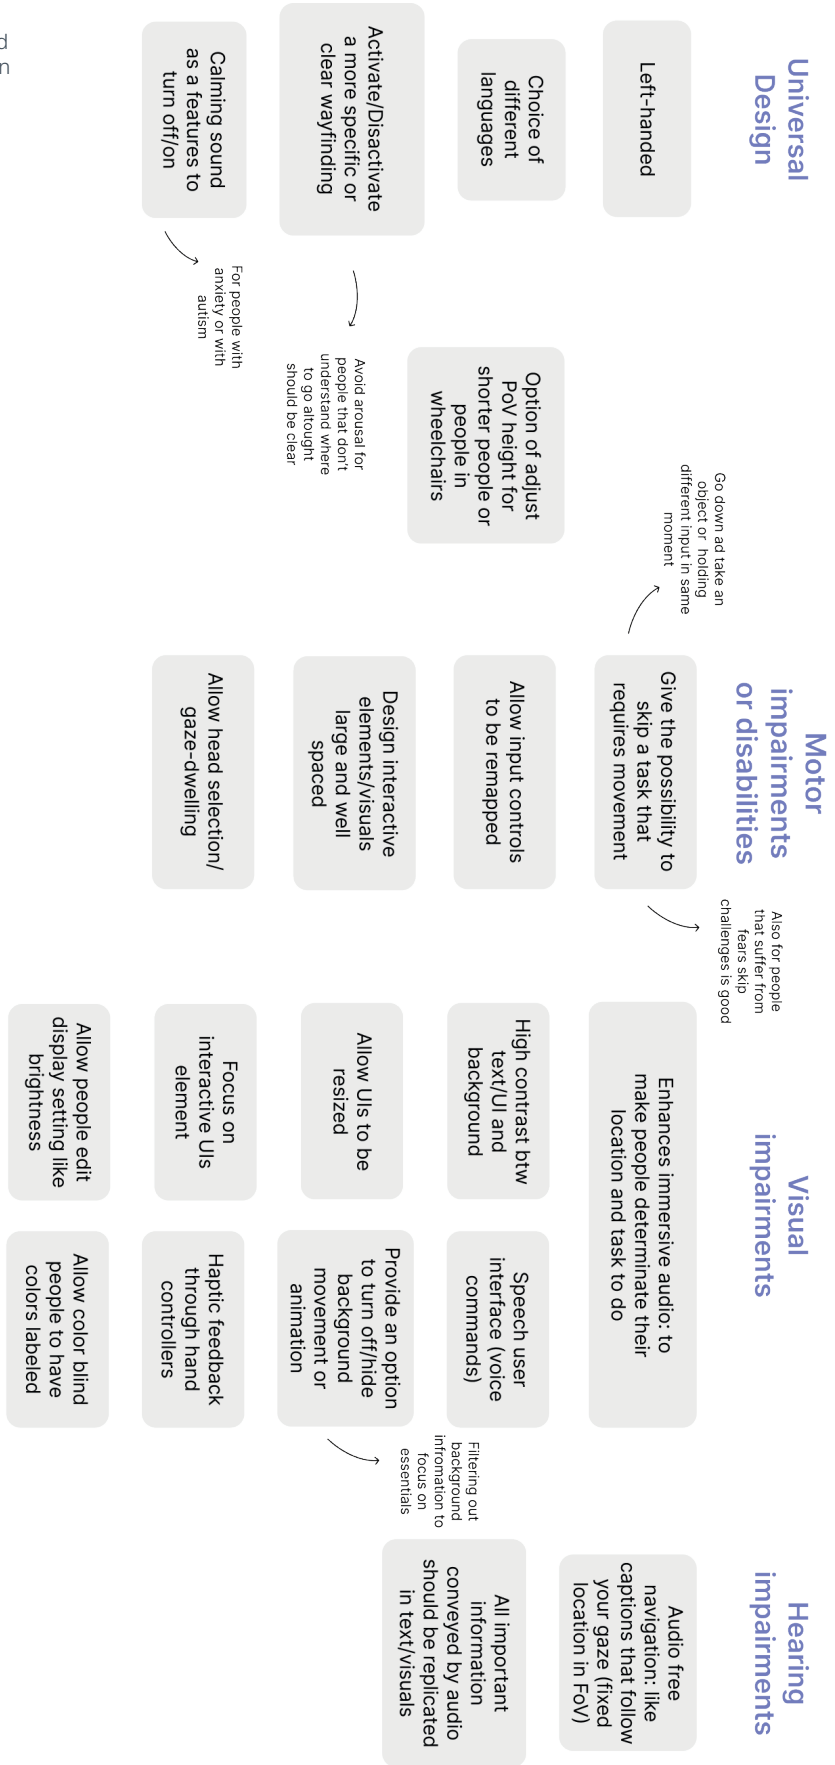 Universal
Design
Left-handed
Choice of
different
languages
Activate/Disactivate
a more specific or
clear wayfinding
Calming sound
as a features to
turn off/on
For people with
anxiety or with
autism
Avoid arousal for
people that don't
understand where
to go altought
should be clear
Option of adjust
PoV height for
shorter people or
people in
wheelchairs
Go down ad take an
object or holding
different input in same
moment
Motor
impairments
or disabilities
Give the possibility to
skip a task that
requires movement
Allow input controls
to be remapped
Design interactive
elements/visuals
large and well
spaced
Allow head selection/
gaze-dwelling
Also for people
that suffer from
fears skip
challenges is good
Visual
impairments
Enhances immersive audio: to
make people determinate their
location and task to do
High contrast btw
text/UI and
background
Speech user
interface (voice
commands)
Allow UIs to be
resized
Provide an option
to turn off/hide
background
movement or
animation
Focus on
interactive UIs
element
Haptic feedback
through hand
controllers
Allow people edit
display setting like
brightness
Allow color blind
people to have
colors labeled
Filtering out
background
infromation to
focus on
essentials
Hearing
impairments
Audio free
navigation: like
captions that follow
your gaze (fixed
location in FoV)
All important
information
conveyed by audio
should be replicated
in text/visuals